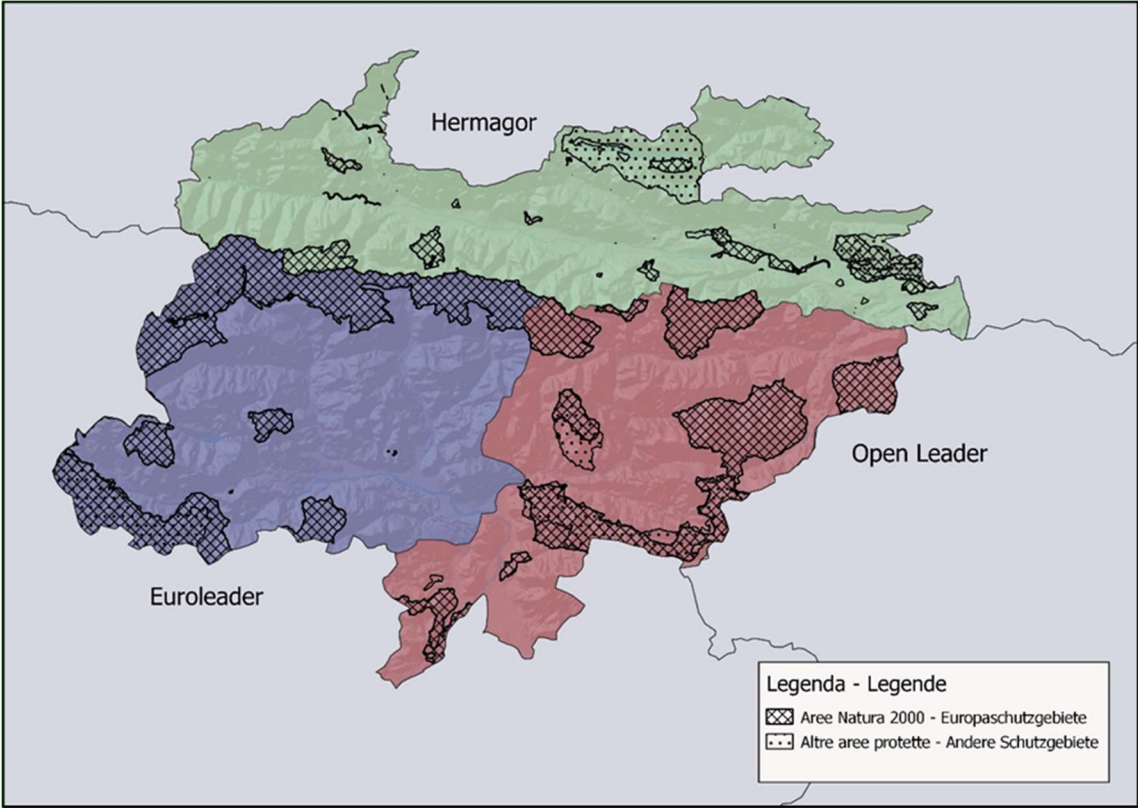 Hermagor
Open Leader
Euroleader
Legenda - Legende
Aree Natura 2000 - Europaschutzgebiete
Altre aree protette - Andere Schutzgebiete